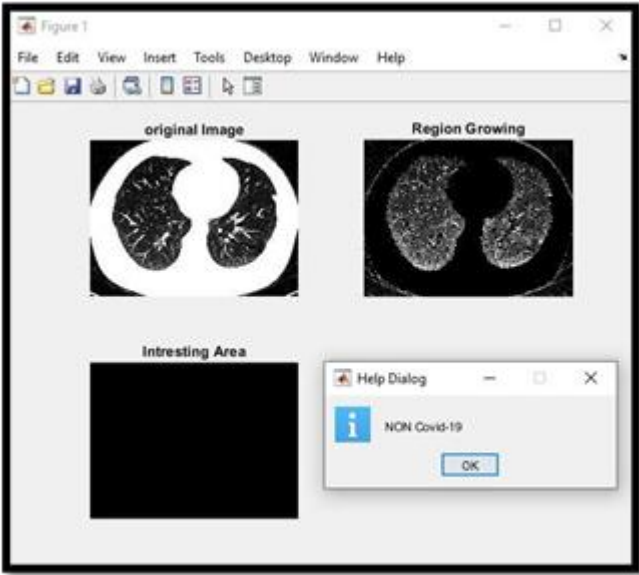 Figure 1
File Edit View Insert Tools Desktop Window Help
original Image
Region Growing
Intresting Area
Help Dialog
NON Covid-19
OK